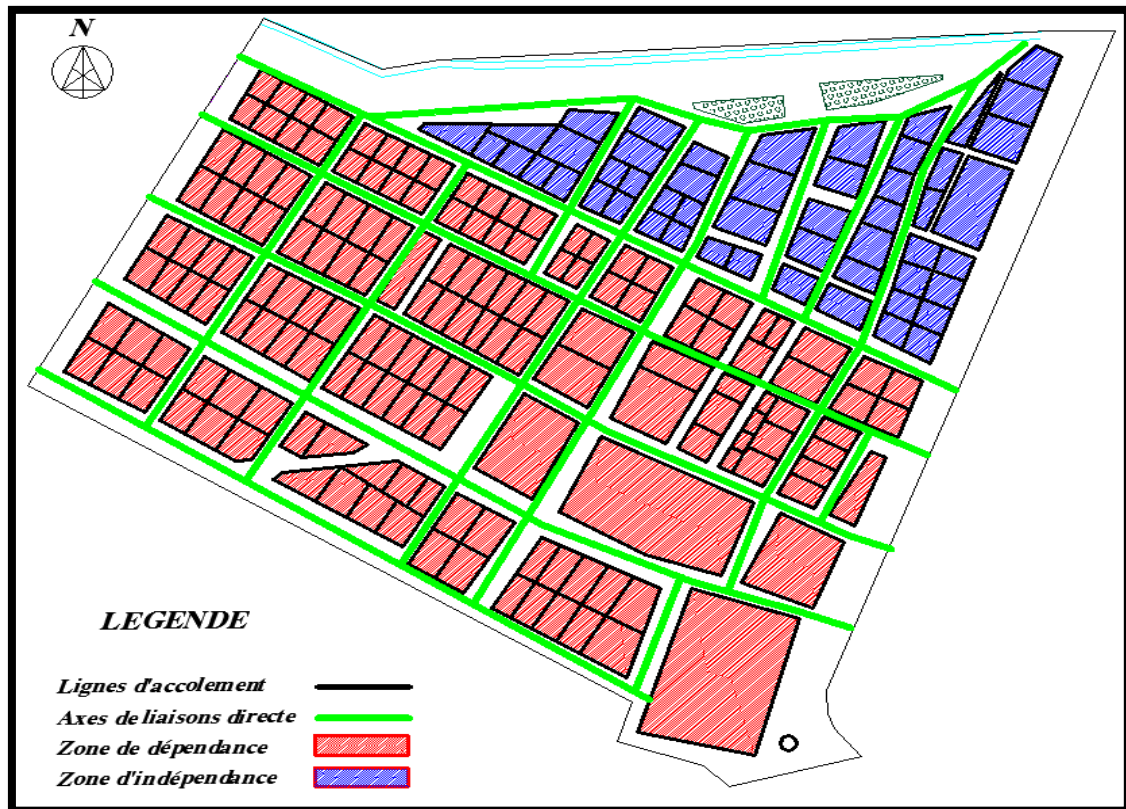 N
LEGENDE
Lignes d'accolement
Axes de liaisons directe
Zone de dépendance
Zone d'indépendance